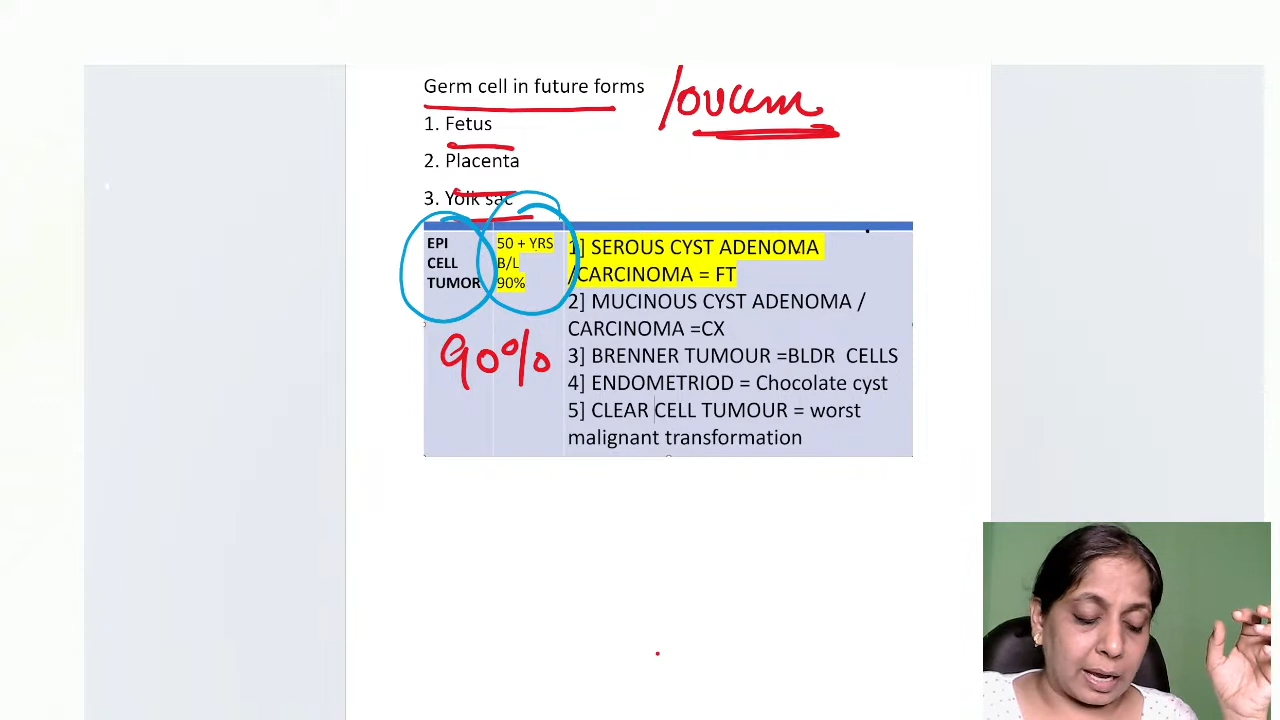 Germ cell in future forms
/ovum
1. Fetus
2. Placenta
3. Yolk sac
EPI
CELL
TUMOR
50 + YRS
B/L
90%
90%
1] SEROUS CYST ADENOMA
/CARCINOMA = FT
2] MUCINOUS CYST ADENOMA /
CARCINOMA =CX
3] BRENNER TUMOUR =BLDR CELLS
4] ENDOMETRIOD = Chocolate cyst
5] CLEAR CELL TUMOUR = worst
malignant transformation